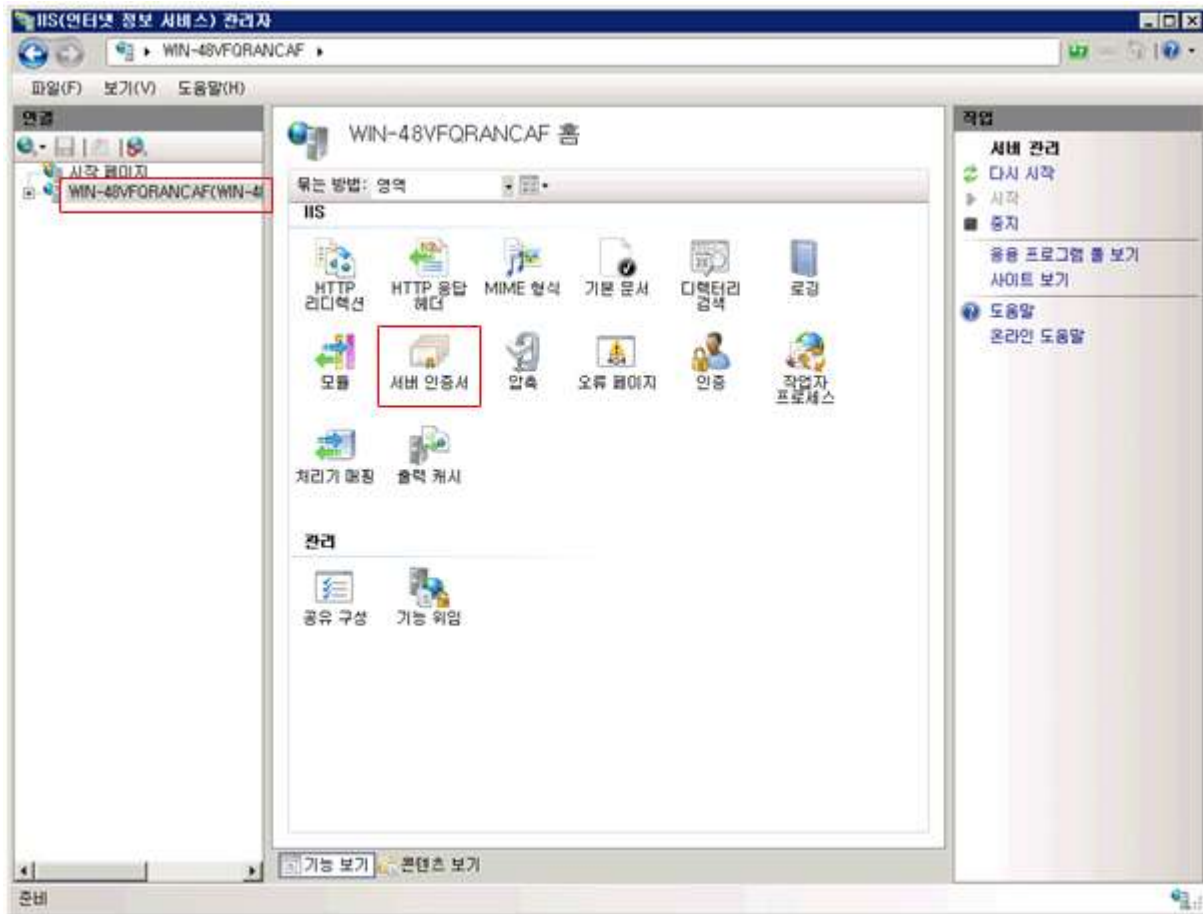 IIS(인터넷 정보 서비스) 관리자
WIN-48VFQRANCAF
파일(F) 보기(V) 도움말(H)
연결
시작 페이지
WIN-48VFQRANCAF(WIN-48
WIN-48VFQRANCAF 홈
묶는 방법: 영역
IIS
HTTP 리디렉션
HTTP 응답 헤더
MIME 형식
기본 문서
디렉터리 검색
로깅
모듈
서버 인증서
압축
오류 페이지
인증
작업자 프로세스
처리기 매핑
출력 캐시
관리
공유 구성
기능 위임
기능 보기
콘텐츠 보기
작업
서버 관리
다시 시작
시작
중지
응용 프로그램 풀 보기
사이트 보기
도움말
온라인 도움말
준비